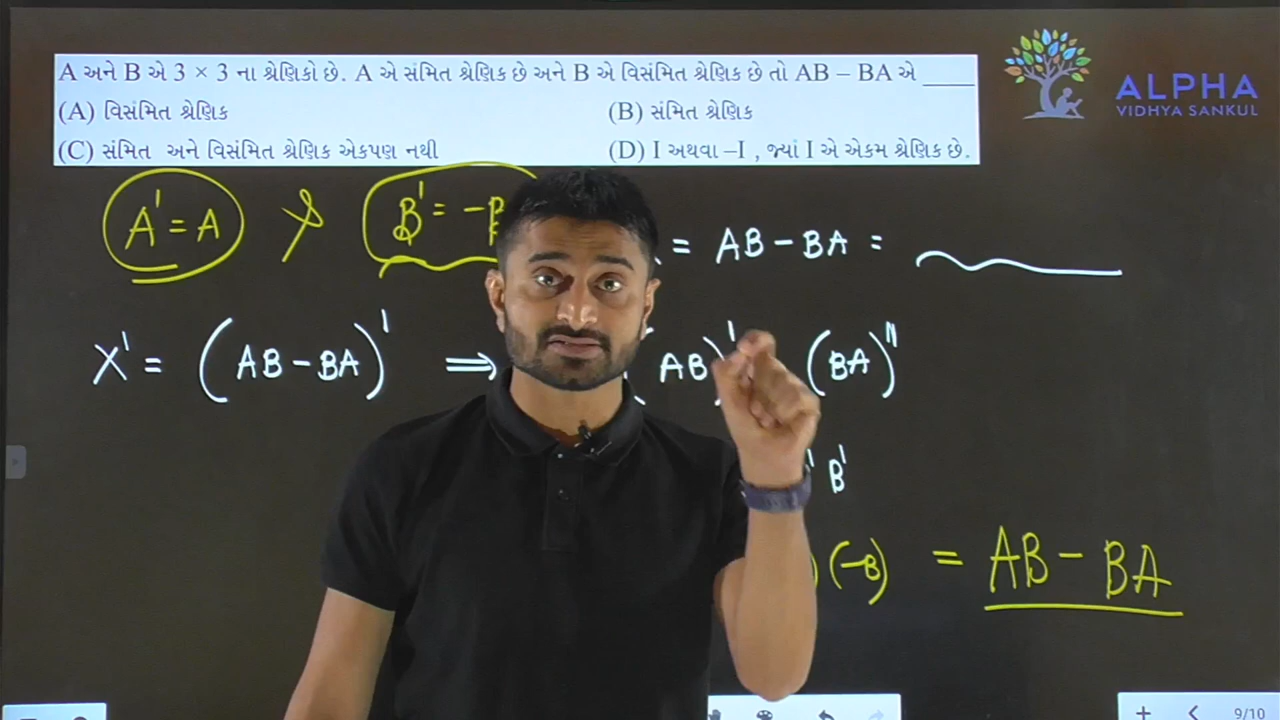 A અને B એ 3 × 3 ના શ્રેણિકો છે. A એ સંમિત શ્રેણિક છે અને B એ વિસંમિત શ્રેણિક છે તો AB – BA એ _____
(A) વિસંમિત શ્રેણિક (B) સંમિત શ્રેણિક
(C) સંમિત અને વિસંમિત શ્રેણિક એકપણ નથી (D) I અથવા –I , જ્યાં I એ એકમ શ્રેણિક છે.
ALPHA
VIDHYA SANKUL
A' = A B' = -B = AB - BA =
X' = (AB - BA)' ⇒ (AB)' (BA)'
' B'
) (-B) = AB - BA
9/10